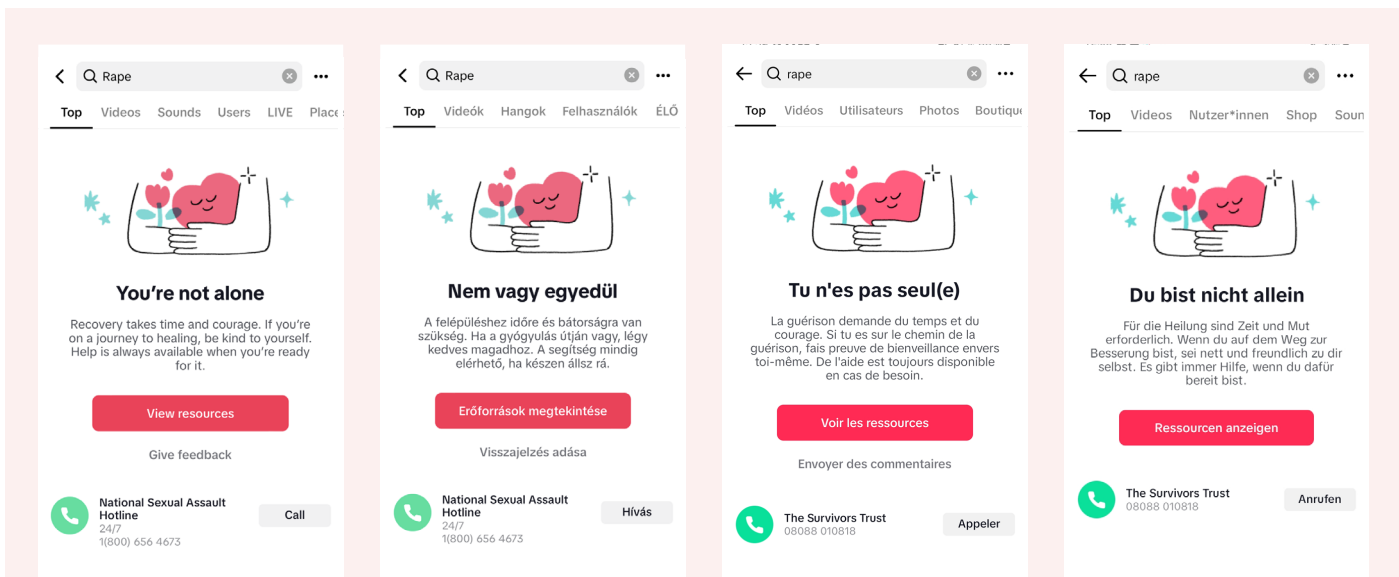 Rape
Top Videos Sounds Users LIVE Place
You're not alone
Recovery takes time and courage. If you're
on a journey to healing, be kind to yourself.
Help is always available when you're ready
for it.
View resources
Give feedback
National Sexual Assault
Hotline
24/7
1(800) 656 4673
Call
Rape
Top Videók Hangok Felhasználók ÉLŐ
Nem vagy egyedül
A felépüléshez időre és bátorságra van
szükség. Ha a gyógyulás útján vagy, légy
kedves magadhoz. A segítség mindig
elérhető, ha készen állsz rá.
Erőforrások megtekintése
Visszajelzés adása
National Sexual Assault
Hotline
24/7
1(800) 656 4673
Hívás
rape
Top Vidéos Utilisateurs Photos Boutique
Tu n'es pas seul(e)
La guérison demande du temps et du
courage. Si tu es sur le chemin de la
guérison, fais preuve de bienveillance envers
toi-même. De l'aide est toujours disponible
en cas de besoin.
Voir les ressources
Envoyer des commentaires
The Survivors Trust
08088 010818
Appeler
rape
Top Videos Nutzer*innen Shop Soun
Du bist nicht allein
Für die Heilung sind Zeit und Mut
erforderlich. Wenn du auf dem Weg zur
Besserung bist, sei nett und freundlich zu dir
selbst. Es gibt immer Hilfe, wenn du dafür
bereit bist.
Ressourcen anzeigen
The Survivors Trust
08088 010818
Anrufen